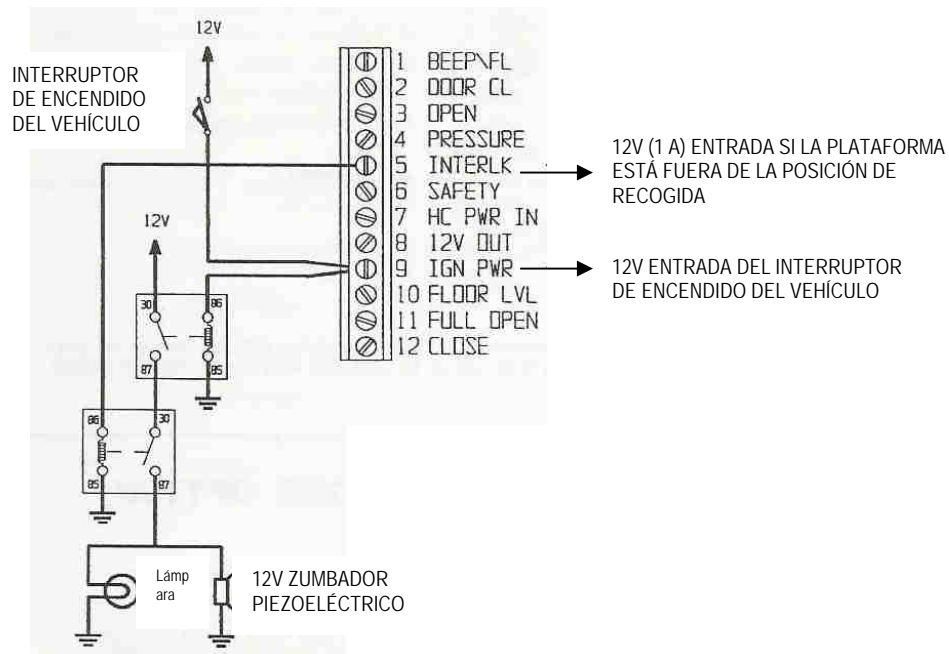 12V
INTERRUPTOR
DE ENCENDIDO
DEL VEHÍCULO
1 BEEP\FL
2 DOOR CL
3 OPEN
4 PRESSURE
5 INTERLK
6 SAFETY
7 HC PWR IN
8 12V OUT
9 IGN PWR
10 FLOOR LVL
11 FULL OPEN
12 CLOSE
12V (1 A) ENTRADA SI LA PLATAFORMA
ESTÁ FUERA DE LA POSICIÓN DE
RECOGIDA
12V ENTRADA DEL INTERRUPTOR
DE ENCENDIDO DEL VEHÍCULO
12V
30 86
87 85
86 30
85 87
Lámp
ara
12V ZUMBADOR
PIEZOELÉCTRICO